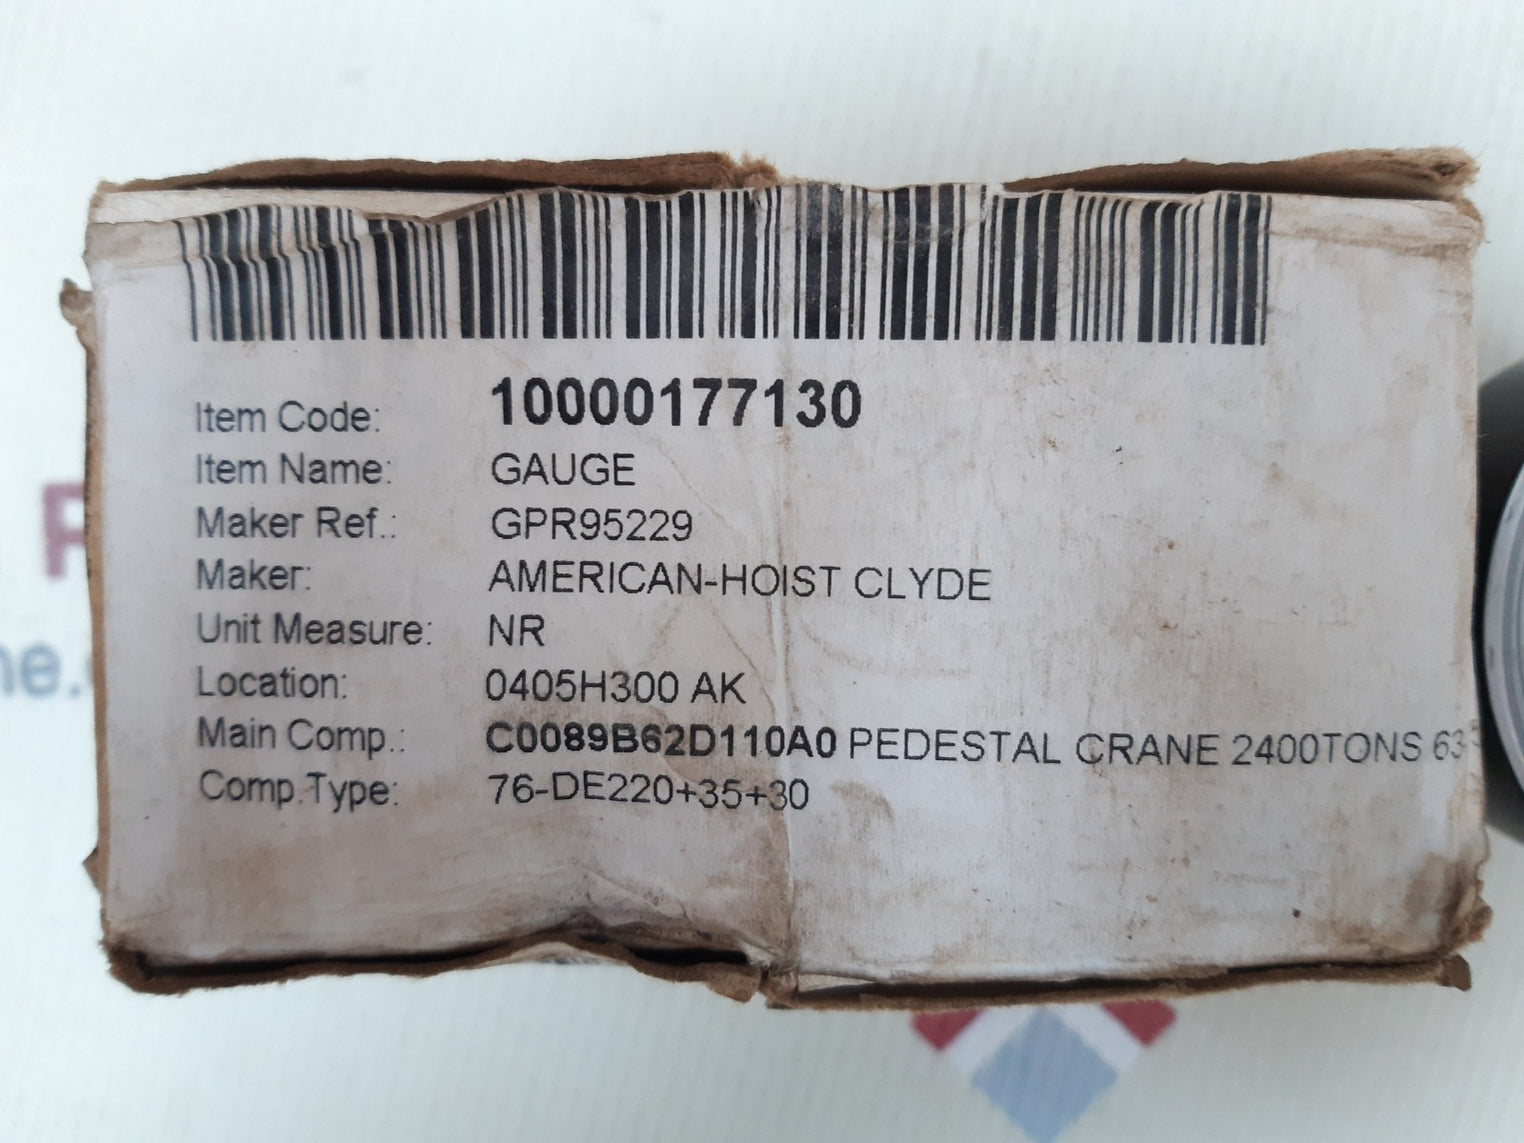 Item Code: 10000177130
Item Name: GAUGE
Maker Ref.: GPR95229
Maker: AMERICAN-HOIST CLYDE
Unit Measure: NR
Location: 0405H300 AK
Main Comp.: C0089B62D110A0 PEDESTAL CRANE 2400TONS 63
Comp.Type: 76-DE220+35+30